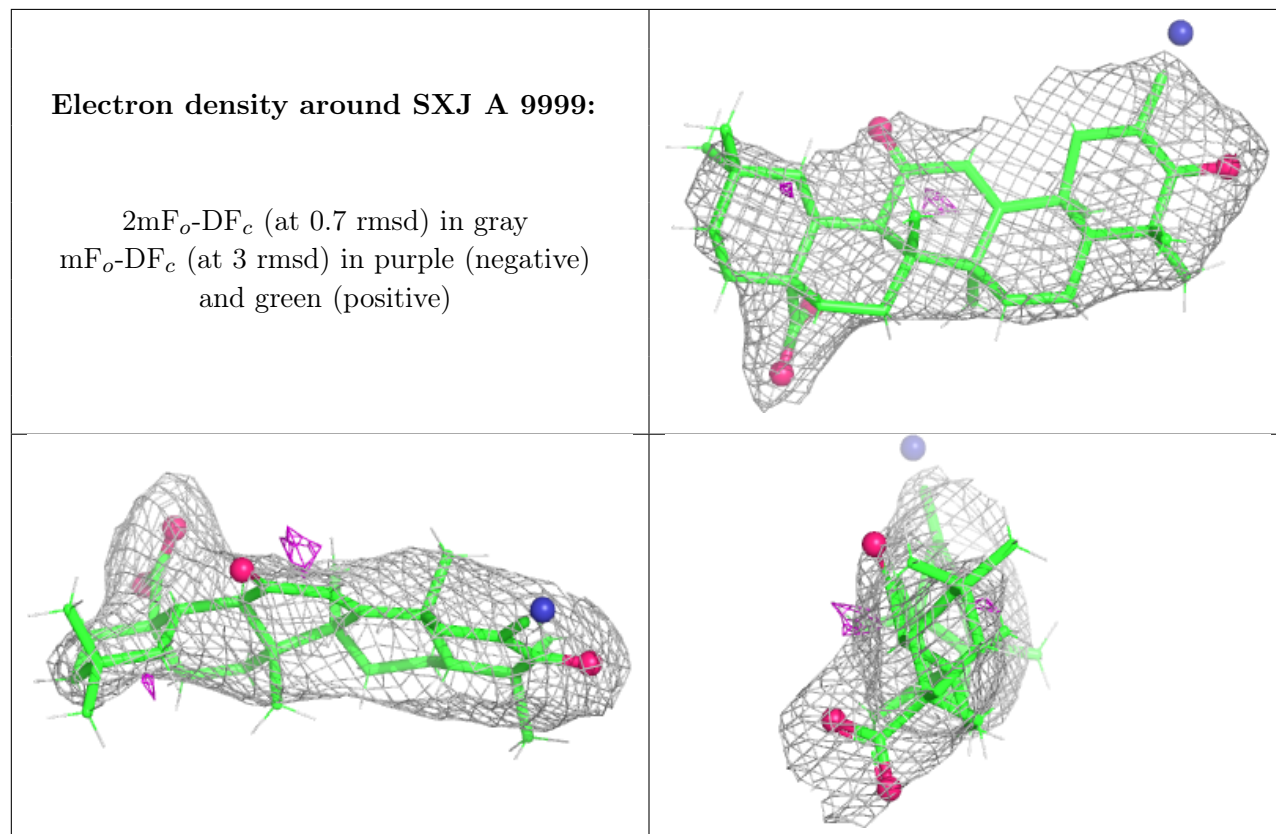 Electron density around SXJ A 9999:
2mFo-DFc (at 0.7 rmsd) in gray
mFo-DFc (at 3 rmsd) in purple (negative)
and green (positive)